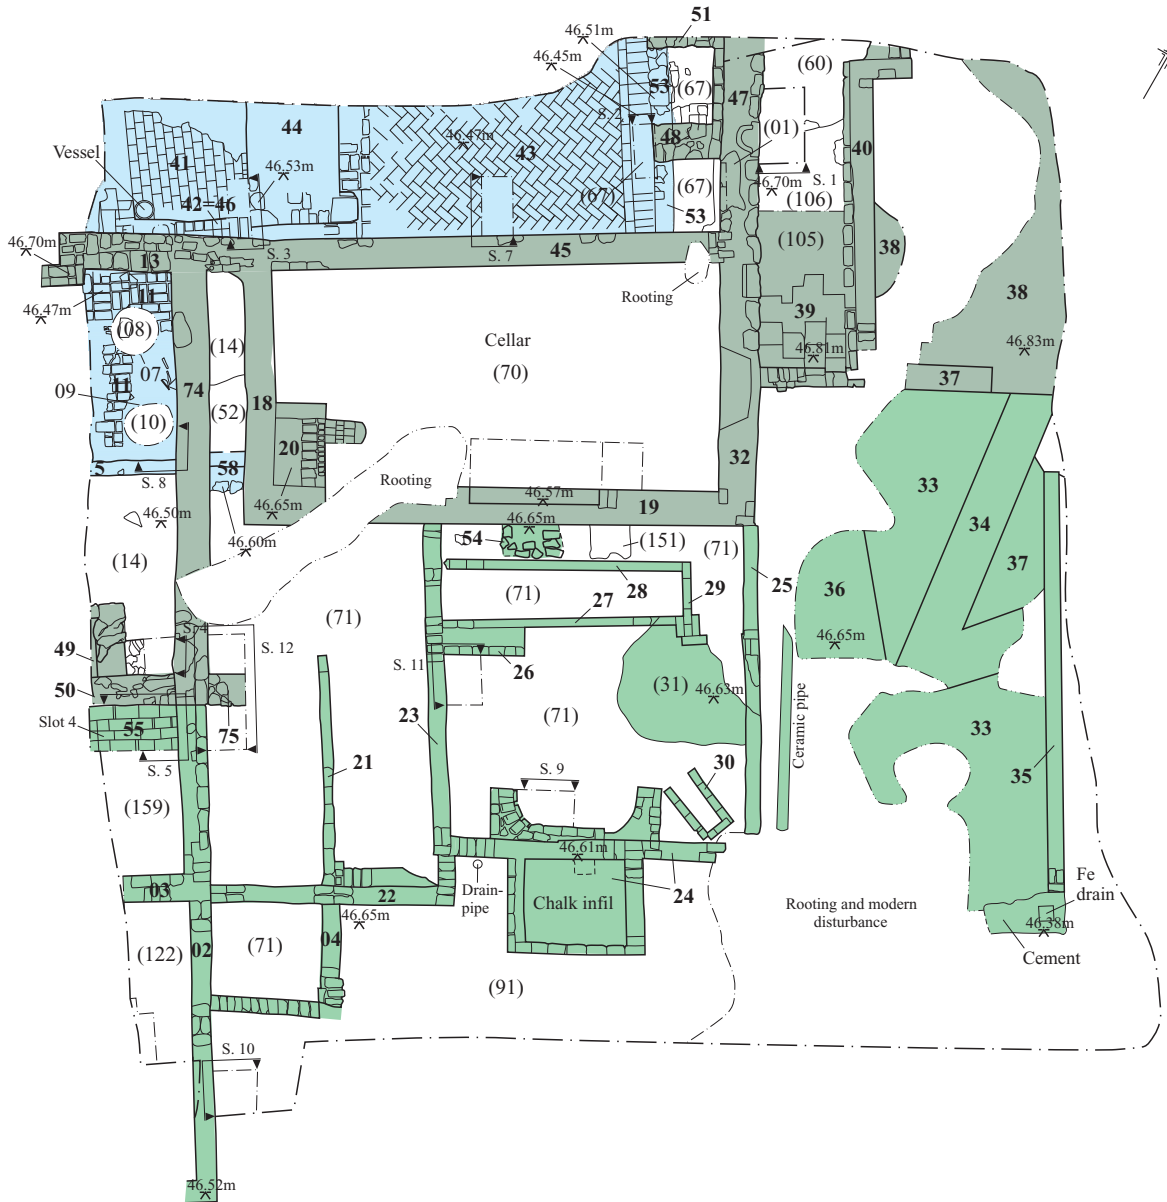 51
46.51m
46.45m
(60)
53
(67)
47
44
(01)
46.47m
S. 2
40
Vessel
41
43
48
46.53m
46.70m
S. 1
(67)
(67)
(106)
42=46
53
46.70m
S. 3
S. 7
45
(105)
38
13
38
11
Rooting
46.47m
(08)
39
Cellar
46.83m
(14)
07
46.81m
11
74
(70)
09
37
18
(10)
(52)
20
32
Rooting
5
58
33
S. 8
46.65m
46.57m
46.50m
19
34
46.65m
46.60m
54
(151)
(71)
(14)
28
29
25
37
(71)
36
27
(71)
46.65m
S. 4
S. 12
49
26
S. 11
(31)
46.63m
50
Ceramic pipe
Slot 4
55
75
23
(71)
33
21
S. 5
S. 9
30
35
(159)
46.61m
24
03
22
Drain-
pipe
Chalk infil
Fe
drain
46.65m
Rooting and modern
disturbance
(122)
02
(71)
04
46.38m
Cement
(91)
S. 10
46.52m